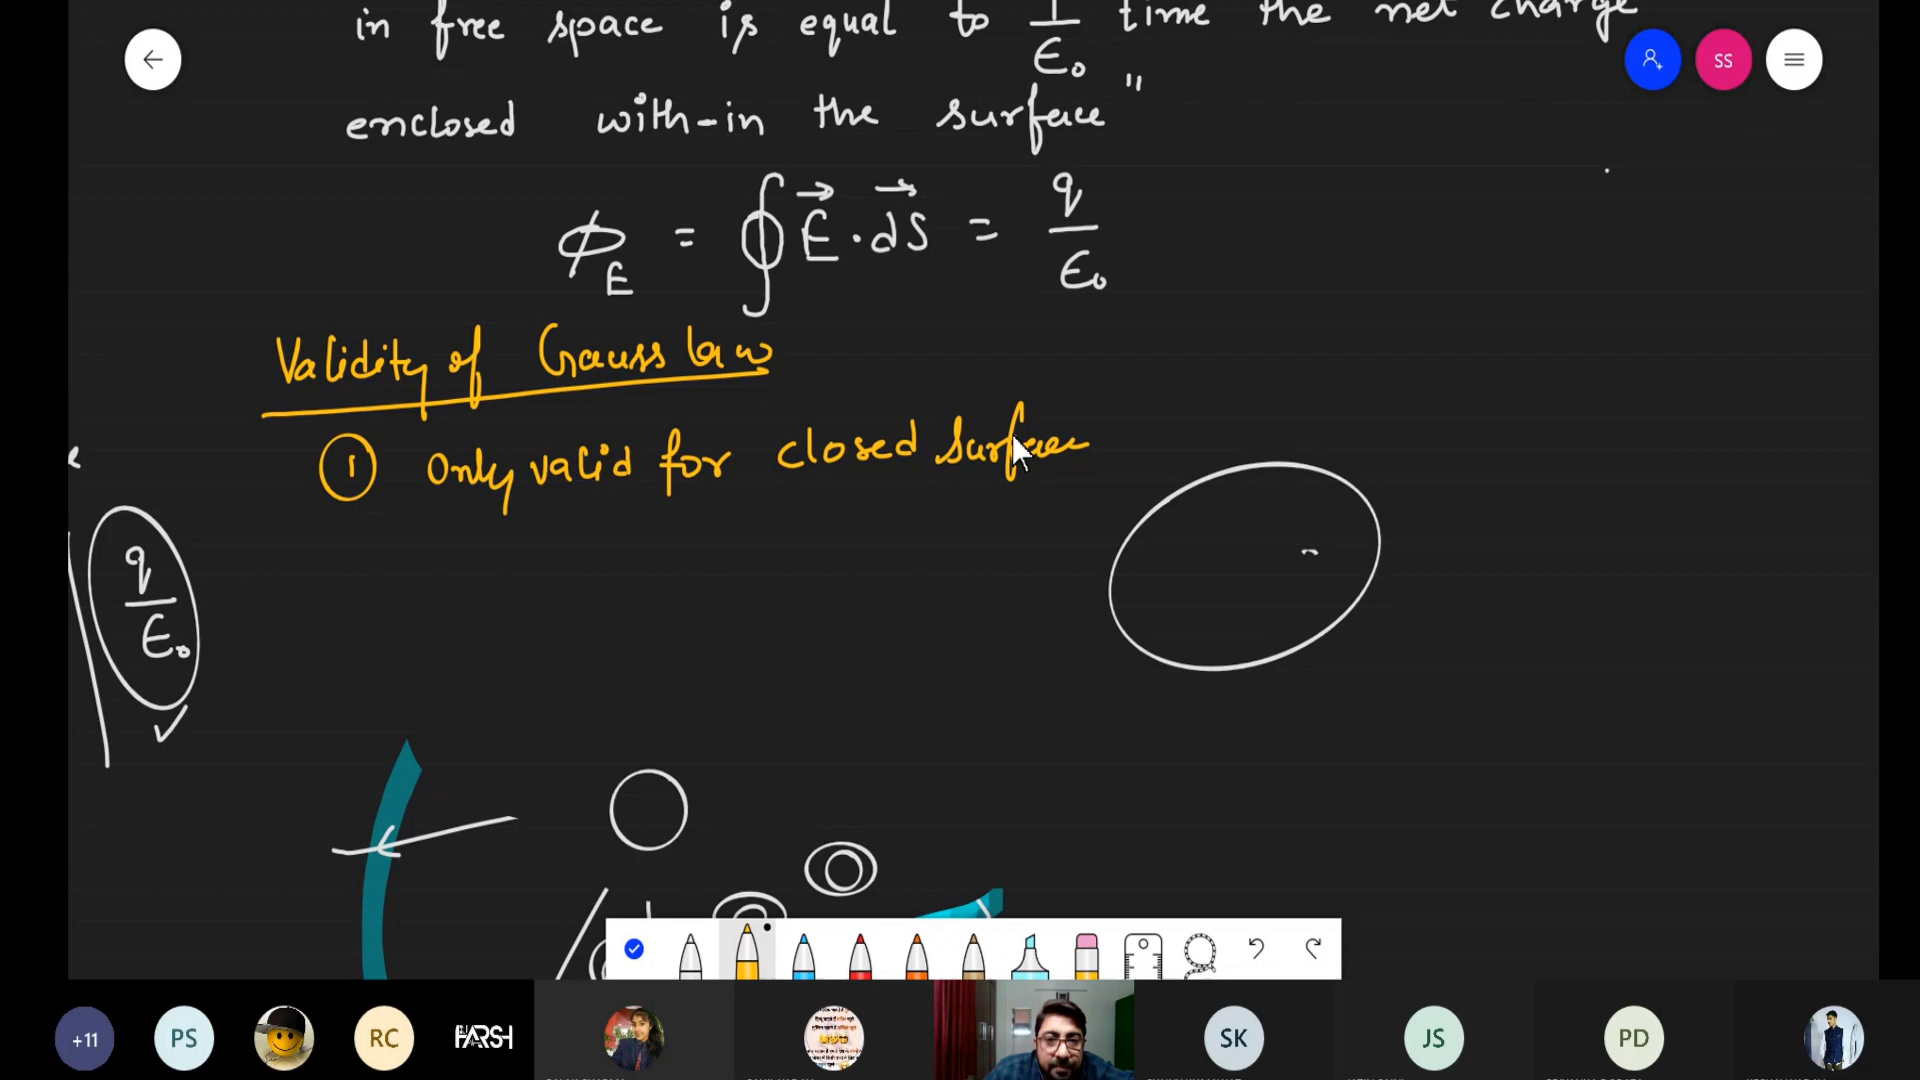 in free space is equal to 1/ϵ₀ time the net charge
SS
enclosed with-in the surface"
ϕ_E = ∮ E⃗ · dS⃗ = q/ϵ₀
Validity of Gauss law
① Only valid for closed surface
q/ϵ₀
+11
PS
RC
HARSH
SK
JS
PD